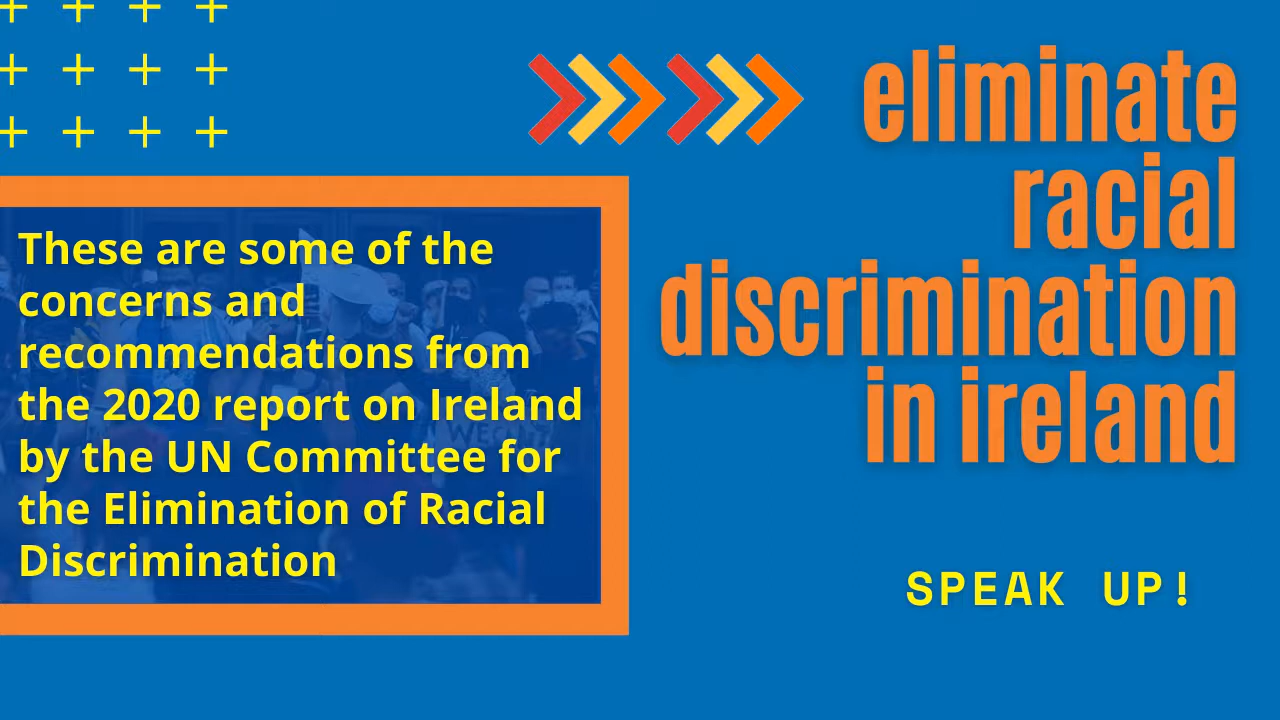 eliminate
racial
discrimination
in ireland
These are some of the
concerns and
recommendations from
the 2020 report on Ireland
by the UN Committee for
the Elimination of Racial
Discrimination
SPEAK UP!